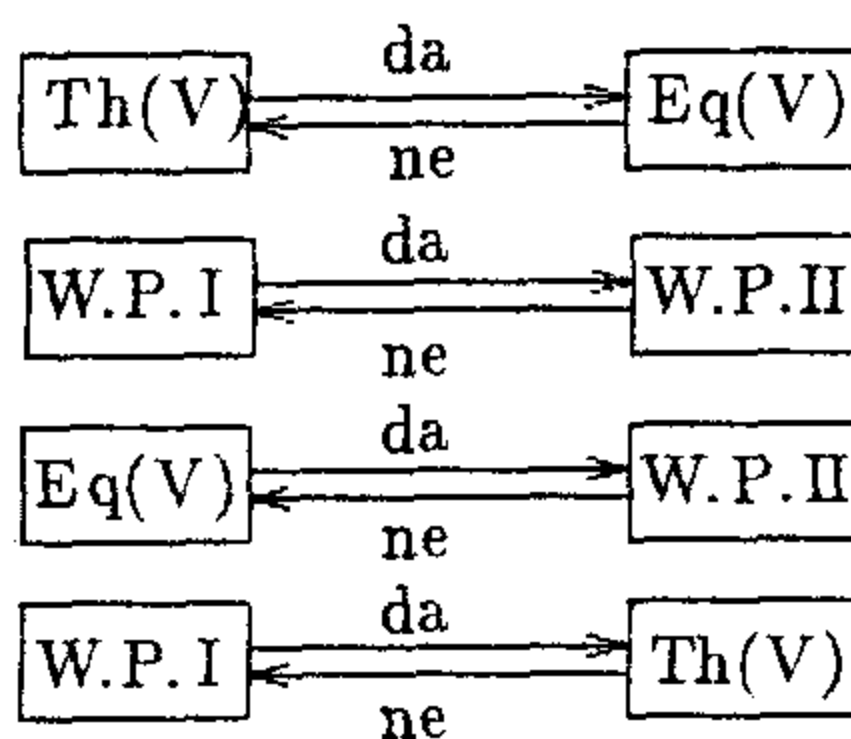 da
Th(V) Eq(V)
ne
da
W.P.I W.P.II
ne
da
Eq(V) W.P.II
ne
da
W.P.I Th(V)
ne